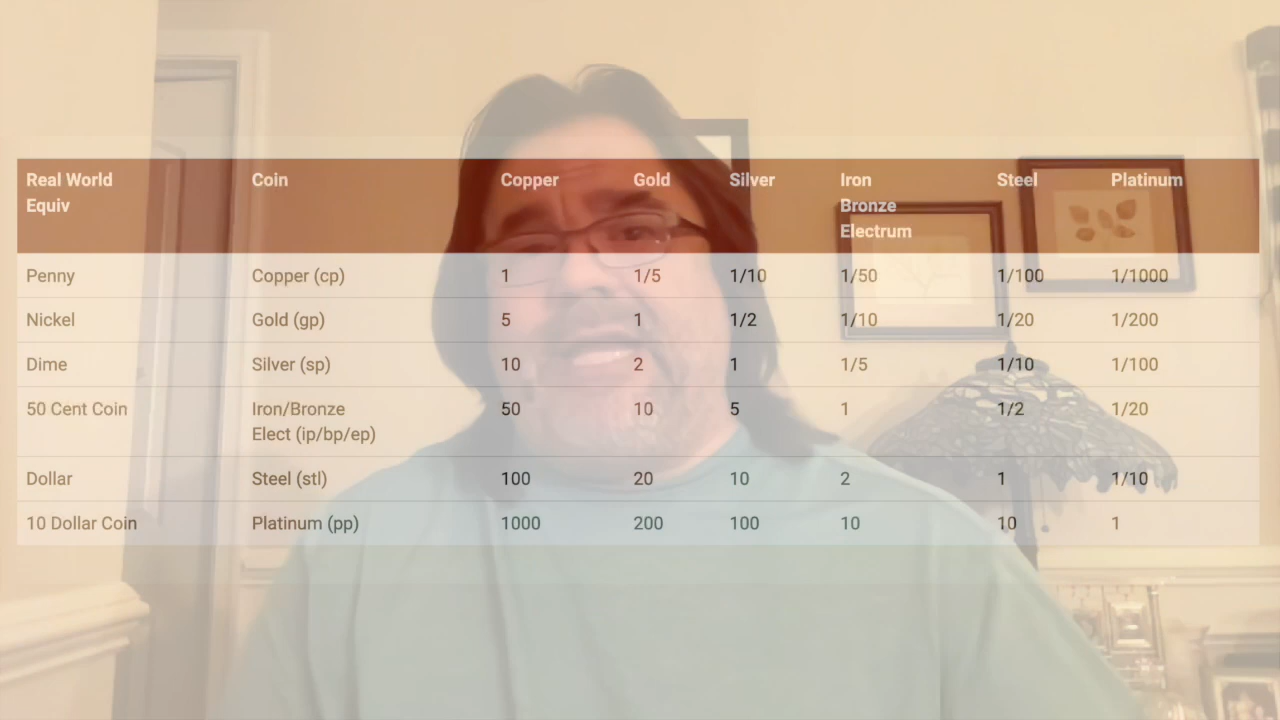 Real World Equiv Coin Copper Gold Silver Iron Bronze Electrum Steel Platinum
Penny Copper (cp) 1 1/5 1/10 1/50 1/100 1/1000
Nickel Gold (gp) 5 1 1/2 1/10 1/20 1/200
Dime Silver (sp) 10 2 1 1/5 1/10 1/100
50 Cent Coin Iron/Bronze Elect (ip/bp/ep) 50 10 5 1 1/2 1/20
Dollar Steel (stl) 100 20 10 2 1 1/10
10 Dollar Coin Platinum (pp) 1000 200 100 10 10 1